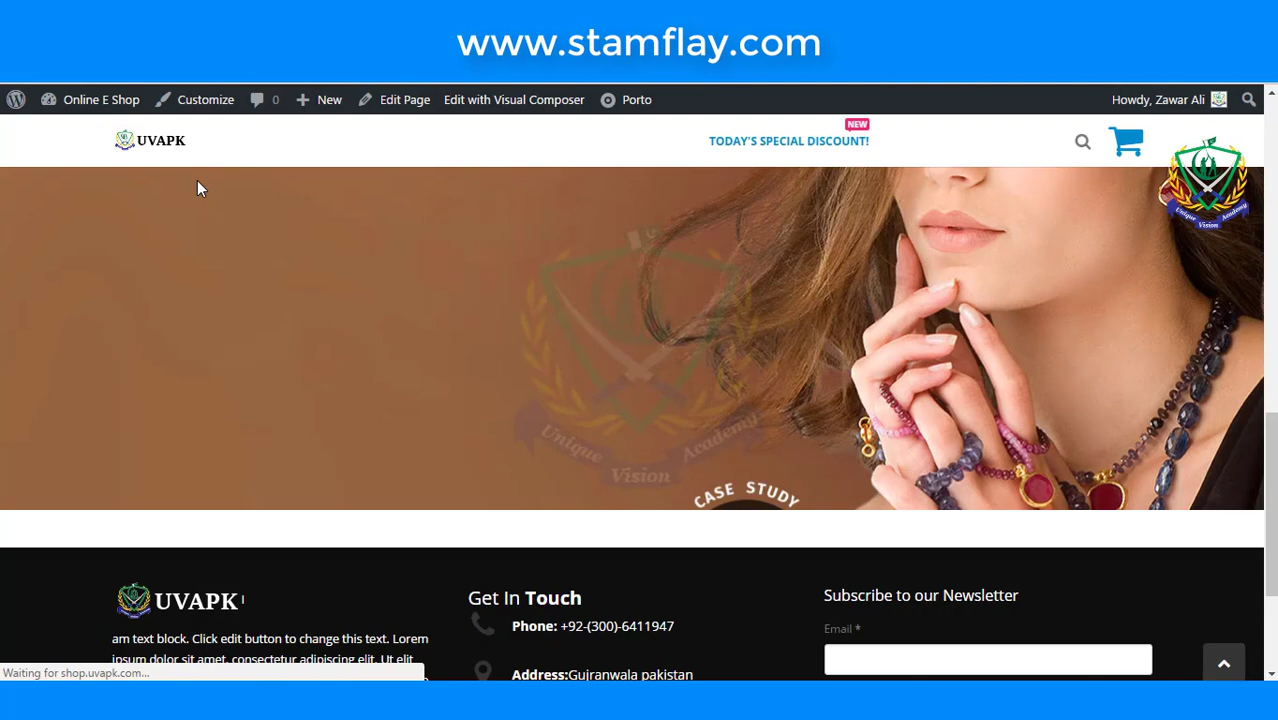 www.stamflay.com
Online E Shop Customize 0 New Edit Page Edit with Visual Composer Porto Howdy, Zawar Ali
NEW
UVAPK TODAY'S SPECIAL DISCOUNT!
Unique Vision Academy
Unique Vision Academy
CASE STUDY
UVAPK
am text block. Click edit button to change this text. Lorem
ipsum dolor sit amet, consectetur adipiscing elit. Ut elit
Get In Touch
Phone: +92-(300)-6411947
Address:Gujranwala pakistan
Subscribe to our Newsletter
Email *
Waiting for shop.uvapk.com...